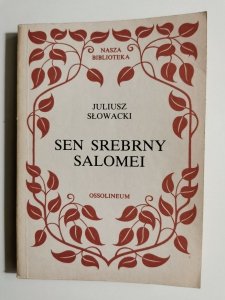 NASZA
BIBLIOTEKA
JULIUSZ
SŁOWACKI
SEN SREBRNY
SALOMEI
OSSOLINEUM